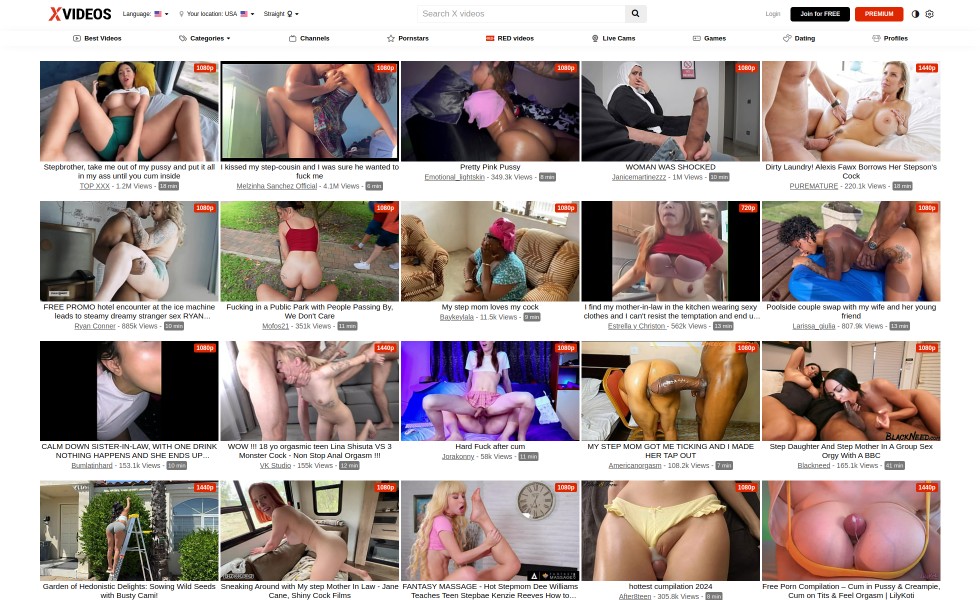 XVIDEOS
Language:
Your location: USA
Straight
Search X videos
Login
Join for FREE
PREMIUM
Best Videos
Categories
Channels
Pornstars
RED videos
Live Cams
Games
Dating
Profiles
1080p
1080p
1080p
1080p
1440p
Stepbrother, take me out of my pussy and put it all
in my ass until you cum inside
TOP XXX - 1.2M Views - 18 min
I kissed my step-cousin and I was sure he wanted to
fuck me
Melzinha Sanchez Official - 4.1M Views - 6 min
Pretty Pink Pussy
Emotional_lightskin - 349.3k Views - 8 min
WOMAN WAS SHOCKED
Janicemartinezzz - 1M Views - 10 min
Dirty Laundry! Alexis Fawx Borrows Her Stepson's
Cock
PUREMATURE - 220.1k Views - 18 min
1080p
1080p
1080p
720p
1080p
FREE PROMO hotel encounter at the ice machine
leads to steamy dreamy stranger sex RYAN...
Ryan Conner - 885k Views - 10 min
Fucking in a Public Park with People Passing By,
We Don't Care
Mofos21 - 351k Views - 11 min
My step mom loves my cock
Baykeylala - 11.5k Views - 9 min
I find my mother-in-law in the kitchen wearing sexy
clothes and I can't resist the temptation and end u...
Estrella y Christon - 562k Views - 13 min
Poolside couple swap with my wife and her young
friend
Larissa_giulia - 807.9k Views - 13 min
1080p
1440p
1080p
1080p
1080p
BLACKNEED.COM
CALM DOWN SISTER-IN-LAW, WITH ONE DRINK
NOTHING HAPPENS AND SHE ENDS UP...
Bumlatinhard - 153.1k Views - 10 min
WOW !!! 18 yo orgasmic teen Lina Shisuta VS 3
Monster Cock - Non Stop Anal Orgasm !!!
VK Studio - 155k Views - 12 min
Hard Fuck after cum
Jorakonny - 58k Views - 11 min
MY STEP MOM GOT ME TICKING AND I MADE
HER TAP OUT
Americanorgasm - 108.2k Views - 7 min
Step Daughter And Step Mother In A Group Sex
Orgy With A BBC
Blackneed - 165.1k Views - 41 min
1440p
1080p
1080p
1080p
1440p
Garden of Hedonistic Delights: Sowing Wild Seeds
with Busty Cami!
Sneaking Around with My step Mother In Law - Jane
Cane, Shiny Cock Films
FANTASY MASSAGE - Hot Stepmom Dee Williams
Teaches Teen Stepbae Kenzie Reeves How to...
hottest cumpilation 2024
After8teen - 305.8k Views - 8 min
Free Porn Compilation – Cum in Pussy & Creampie,
Cum on Tits & Feel Orgasm | LilyKoti